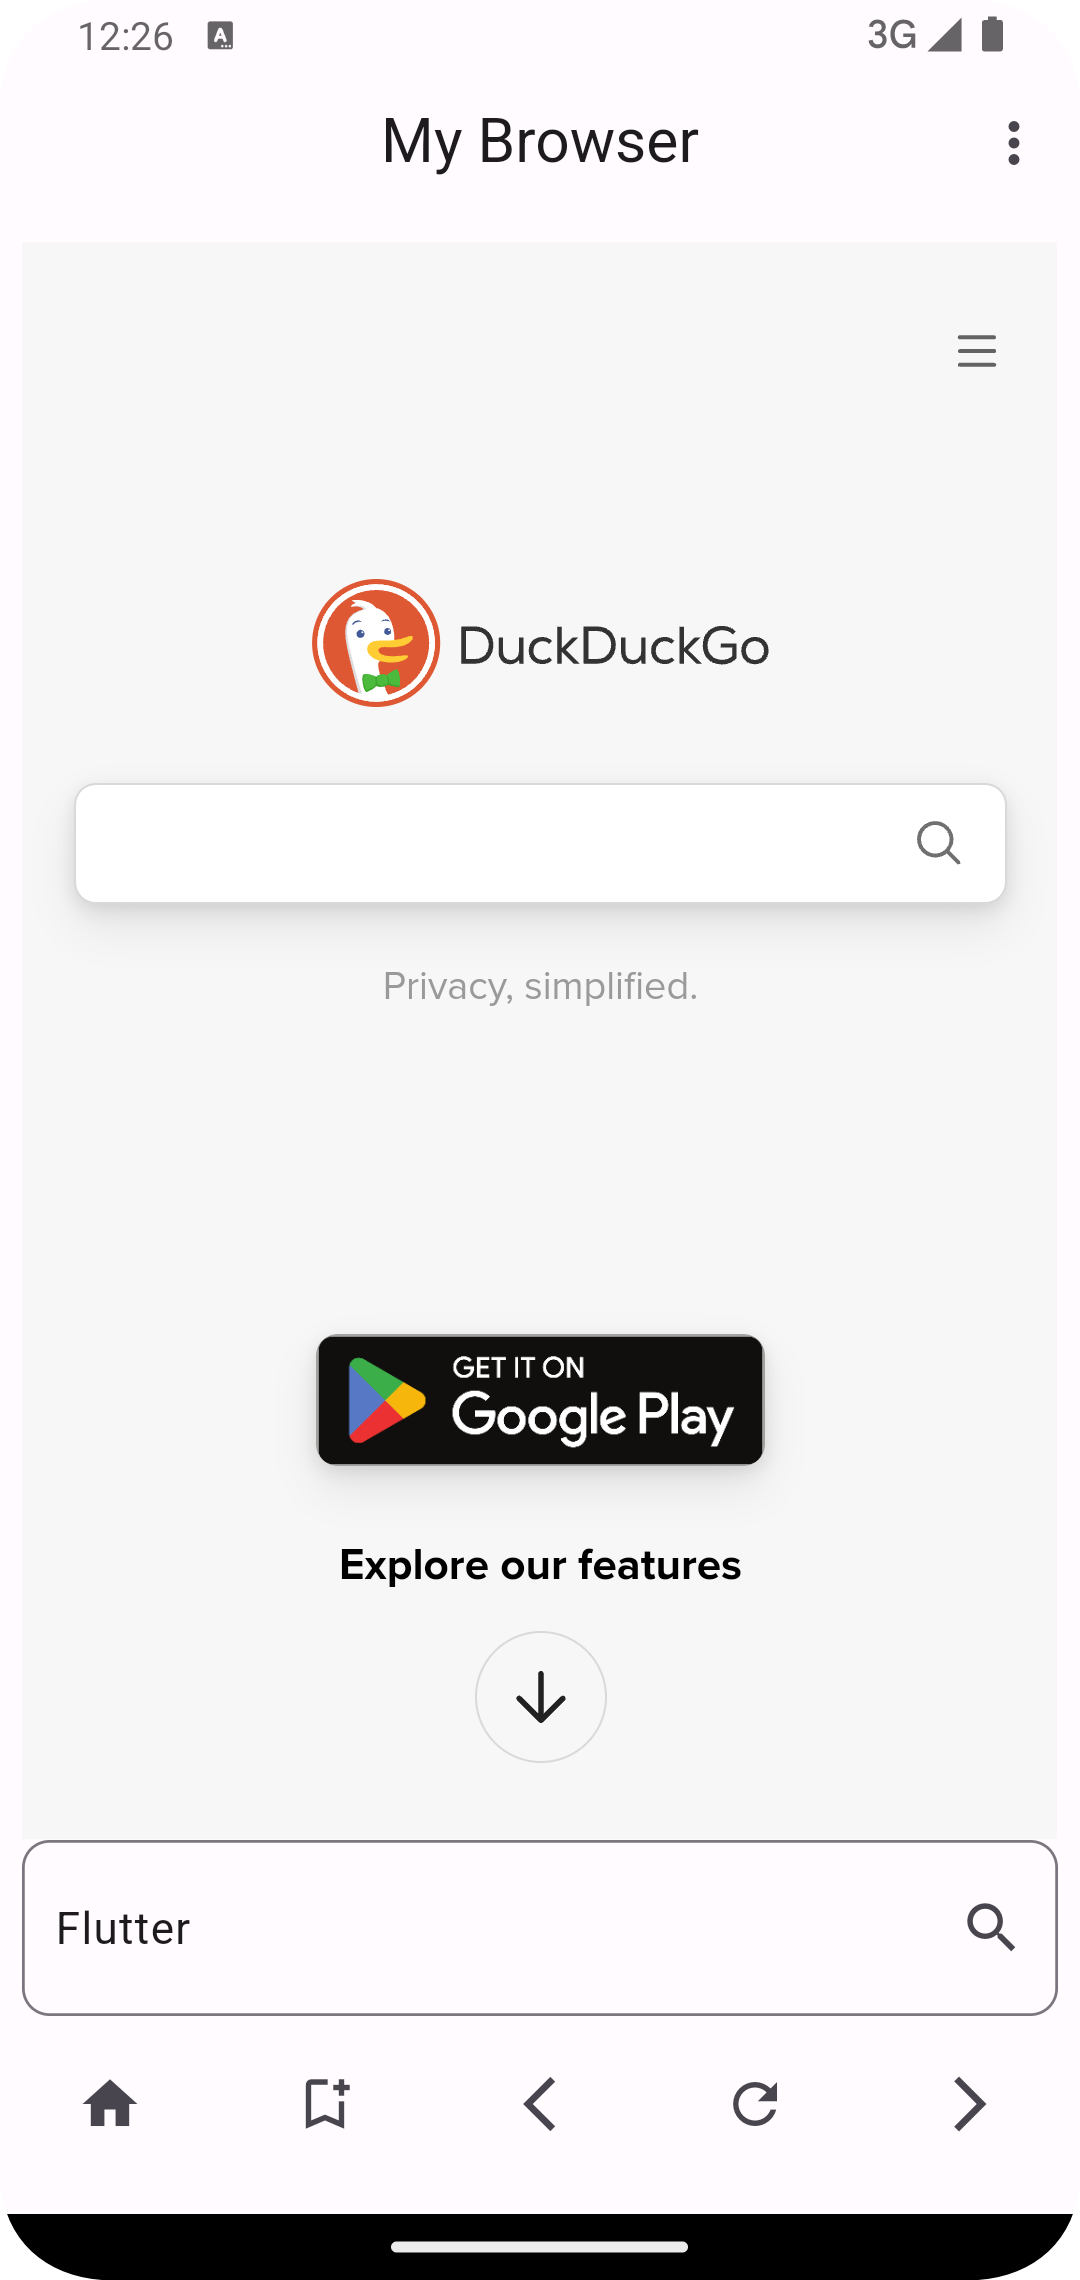 12:26
3G
My Browser
DuckDuckGo
Privacy, simplified.
GET IT ON
Google Play
Explore our features
Flutter